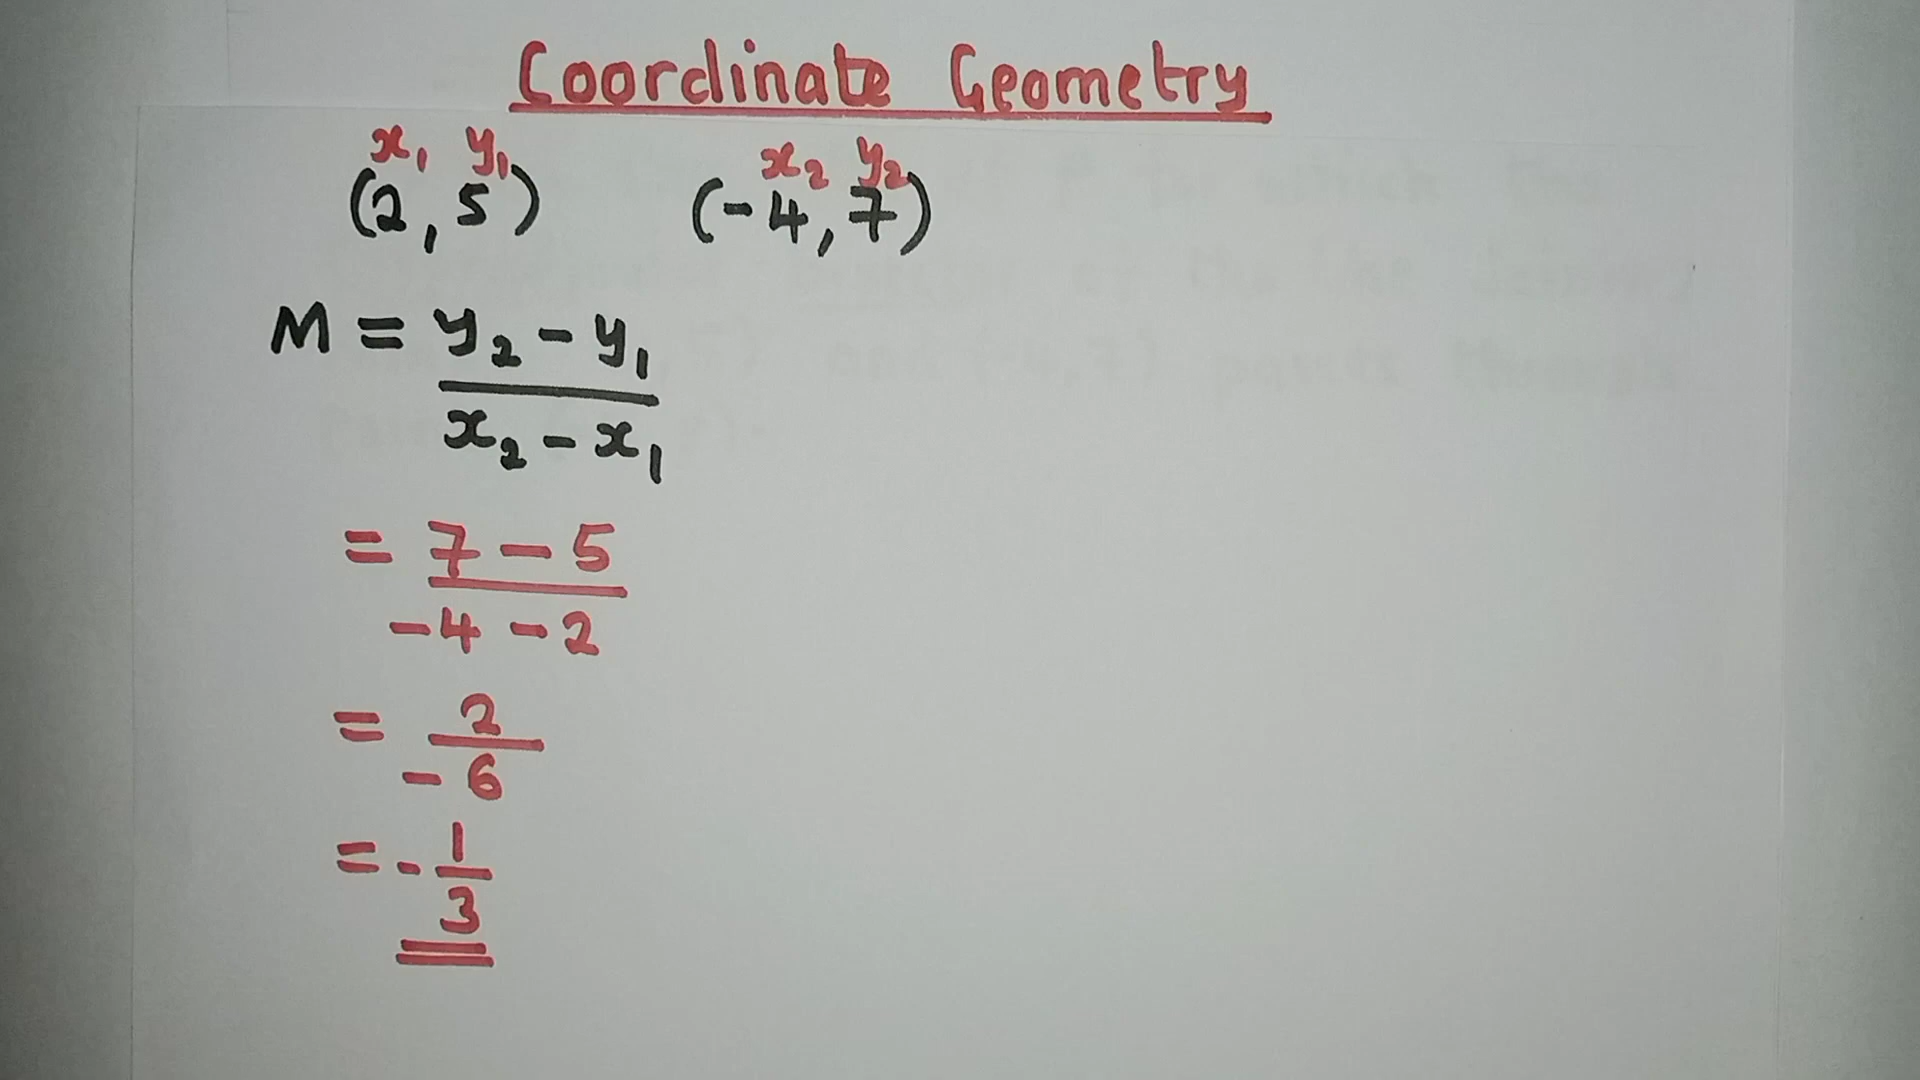 Coordinate Geometry
x₁ y₁ x₂ y₂
(2, 5) (-4, 7)
M = y₂ - y₁
x₂ - x₁
= 7 - 5
-4 - 2
= 2
-6
= - 1
3